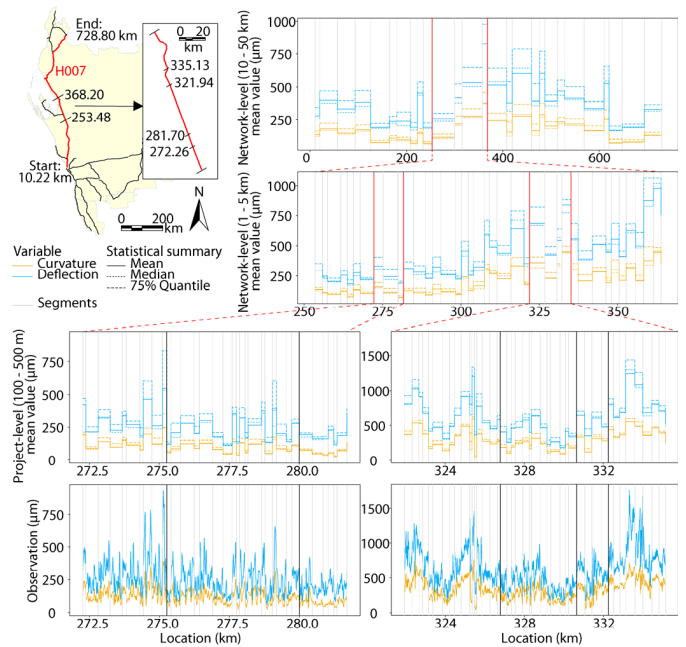 End:
728.80 km
H007
368.20
253.48
Start:
10.22 km
0 20
km
335.13
321.94
281.70
272.26
N
0 200
km
Variable
Curvature
Deflection
Segments
Statistical summary
Mean
Median
75% Quantile
Network-level (10 - 50 km)
mean value (µm)
1000
750
500
250
0 200 400 600
Network-level (1 - 5 km)
mean value (µm)
1000
750
500
250
250 275 300 325 350
Project-level (100 - 500 m)
mean value (µm)
750
500
250
0
272.5 275.0 277.5 280.0
1500
1000
500
0
324 328 332
Observation (µm)
750
500
250
0
272.5 275.0 277.5 280.0
Location (km)
1500
1000
500
0
324 328 332
Location (km)